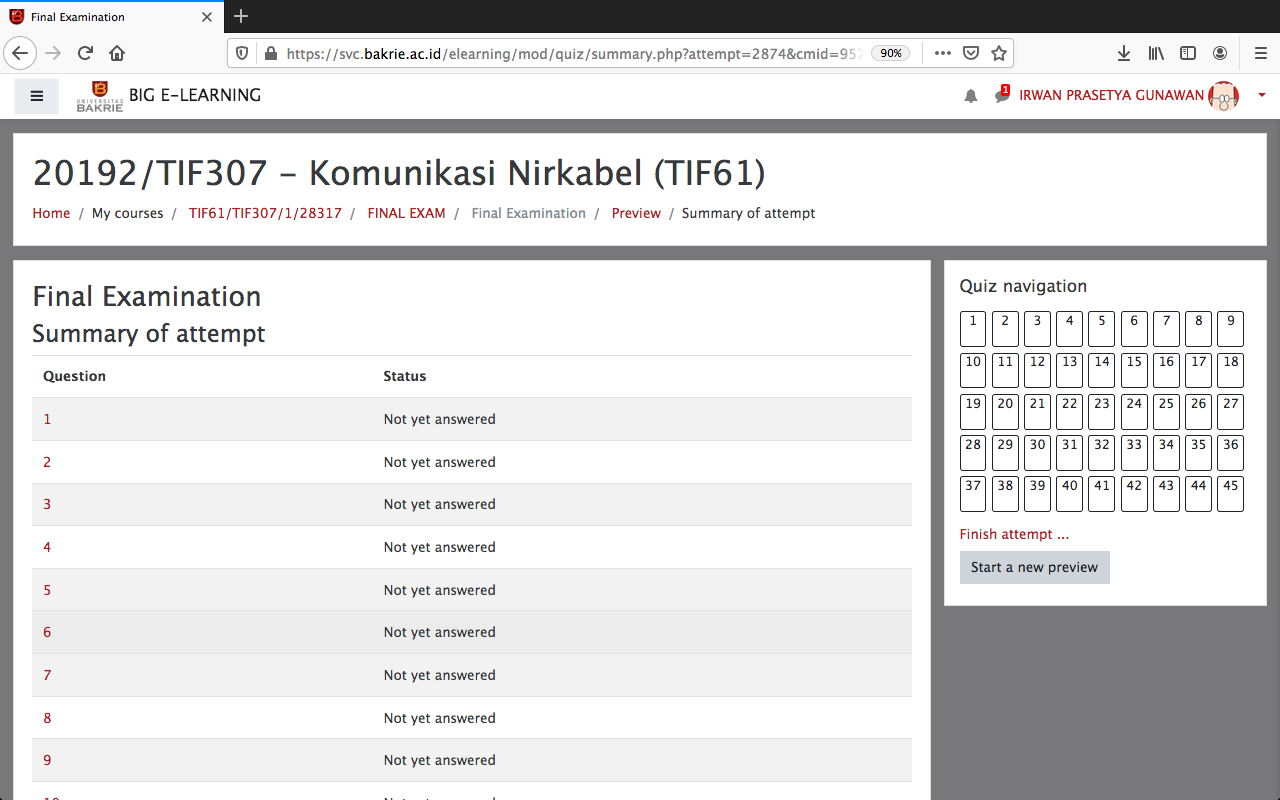 Final Examination
https://svc.bakrie.ac.id/elearning/mod/quiz/summary.php?attempt=2874&cmid=952
90%
UNIVERSITAS
BAKRIE
BIG E-LEARNING
1
IRWAN PRASETYA GUNAWAN
20192/TIF307 - Komunikasi Nirkabel (TIF61)
Home / My courses / TIF61/TIF307/1/28317 / FINAL EXAM / Final Examination / Preview / Summary of attempt
Final Examination
Summary of attempt
Question Status
1 Not yet answered
2 Not yet answered
3 Not yet answered
4 Not yet answered
5 Not yet answered
6 Not yet answered
7 Not yet answered
8 Not yet answered
9 Not yet answered
Quiz navigation
1 2 3 4 5 6 7 8 9
10 11 12 13 14 15 16 17 18
19 20 21 22 23 24 25 26 27
28 29 30 31 32 33 34 35 36
37 38 39 40 41 42 43 44 45
Finish attempt ...
Start a new preview